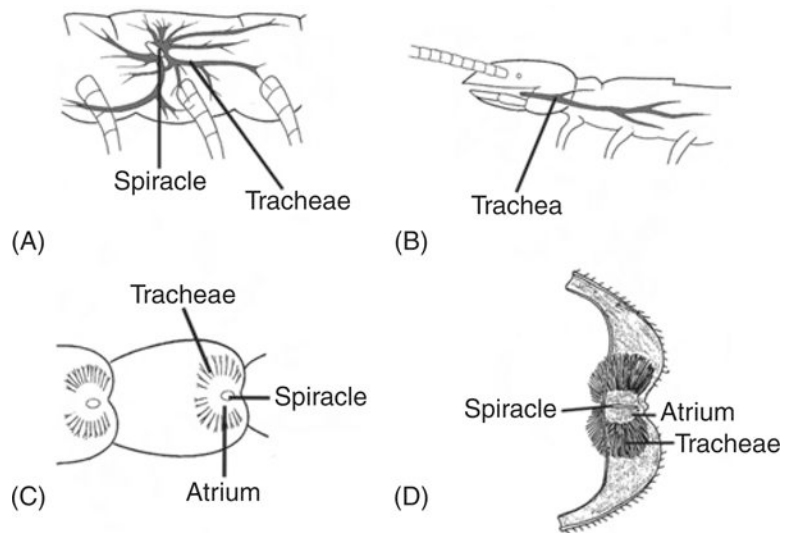 Spiracle
Tracheae
(A)
Trachea
(B)
Tracheae
Spiracle
Atrium
(C)
Spiracle
Atrium
Tracheae
(D)